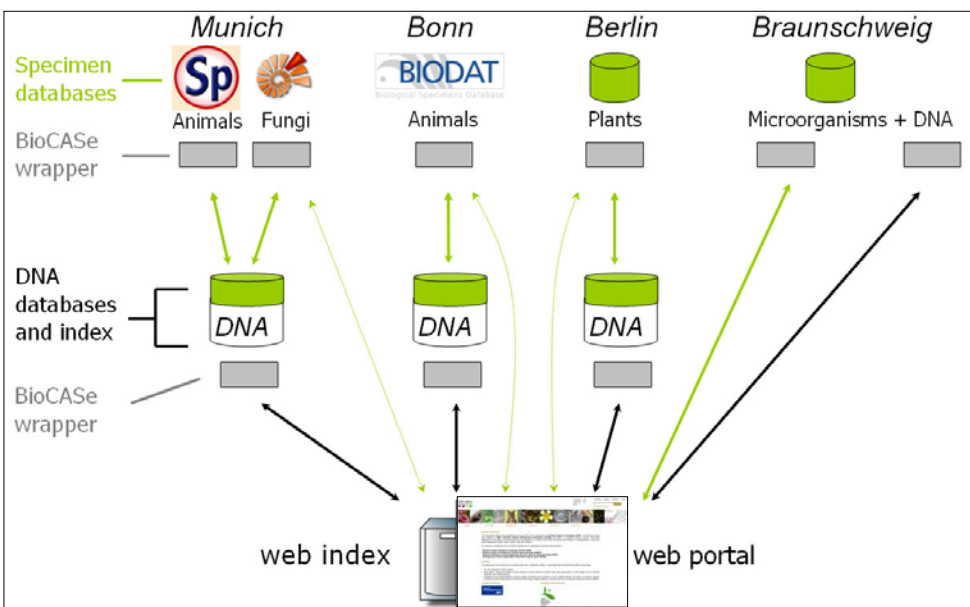 Munich Bonn Berlin Braunschweig
Specimen
databases
Sp
BIODAT
Biological Specimens Database
Animals Fungi Animals Plants Microorganisms + DNA
BioCASe
wrapper
DNA
databases
and index
DNA DNA DNA
BioCASe
wrapper
web index web portal